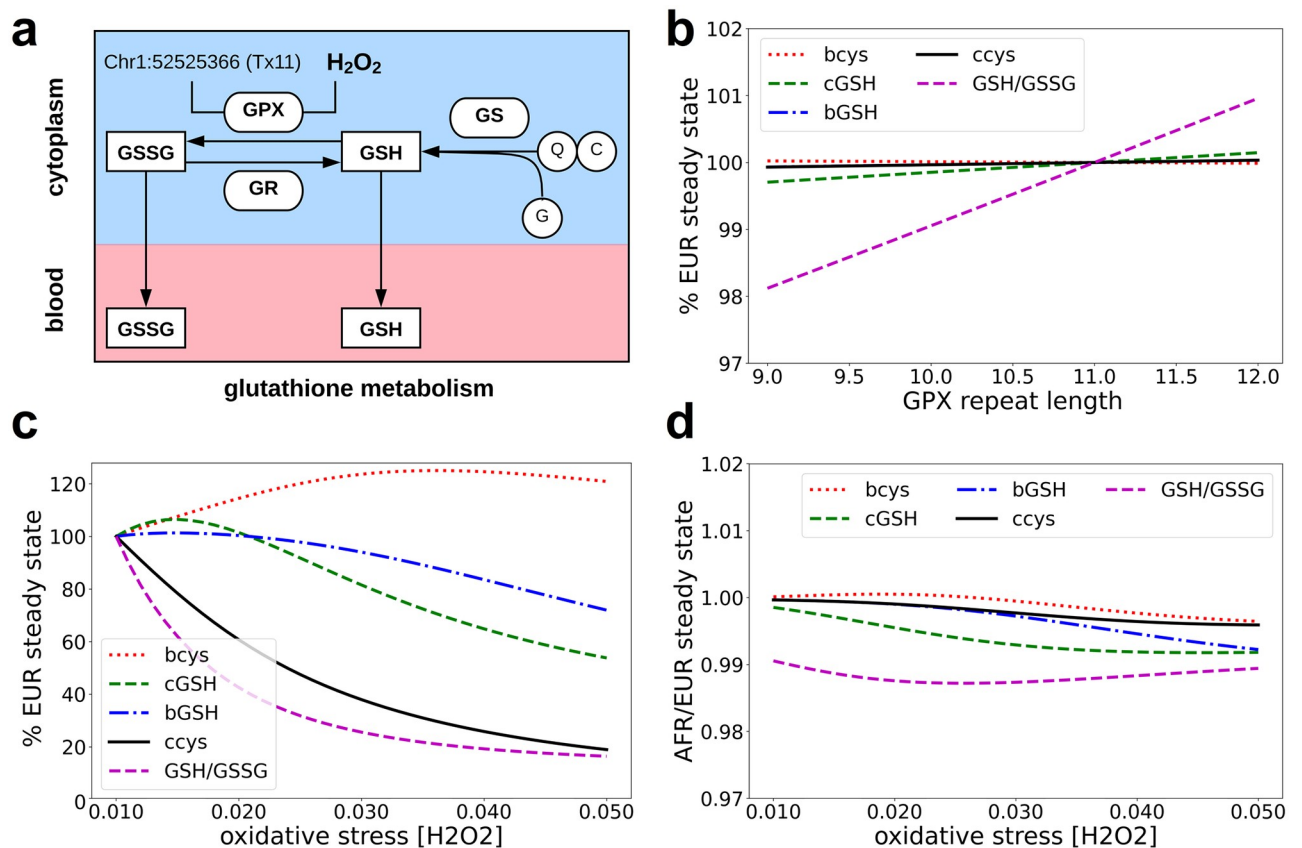 a
cytoplasm
blood
Chr1:52525366 (Tx11)
H₂O₂
GPX
GS
GSSG
GSH
Q
C
GR
G
GSSG
GSH
glutathione metabolism
b
% EUR steady state
102
101
100
99
98
97
bcys
cGSH
bGSH
ccys
GSH/GSSG
9.0 9.5 10.0 10.5 11.0 11.5 12.0
GPX repeat length
c
% EUR steady state
120
100
80
60
40
20
0
bcys
cGSH
bGSH
ccys
GSH/GSSG
0.010 0.020 0.030 0.040 0.050
oxidative stress [H2O2]
d
AFR/EUR steady state
1.02
1.01
1.00
0.99
0.98
0.97
bcys
cGSH
bGSH
ccys
GSH/GSSG
0.010 0.020 0.030 0.040 0.050
oxidative stress [H2O2]